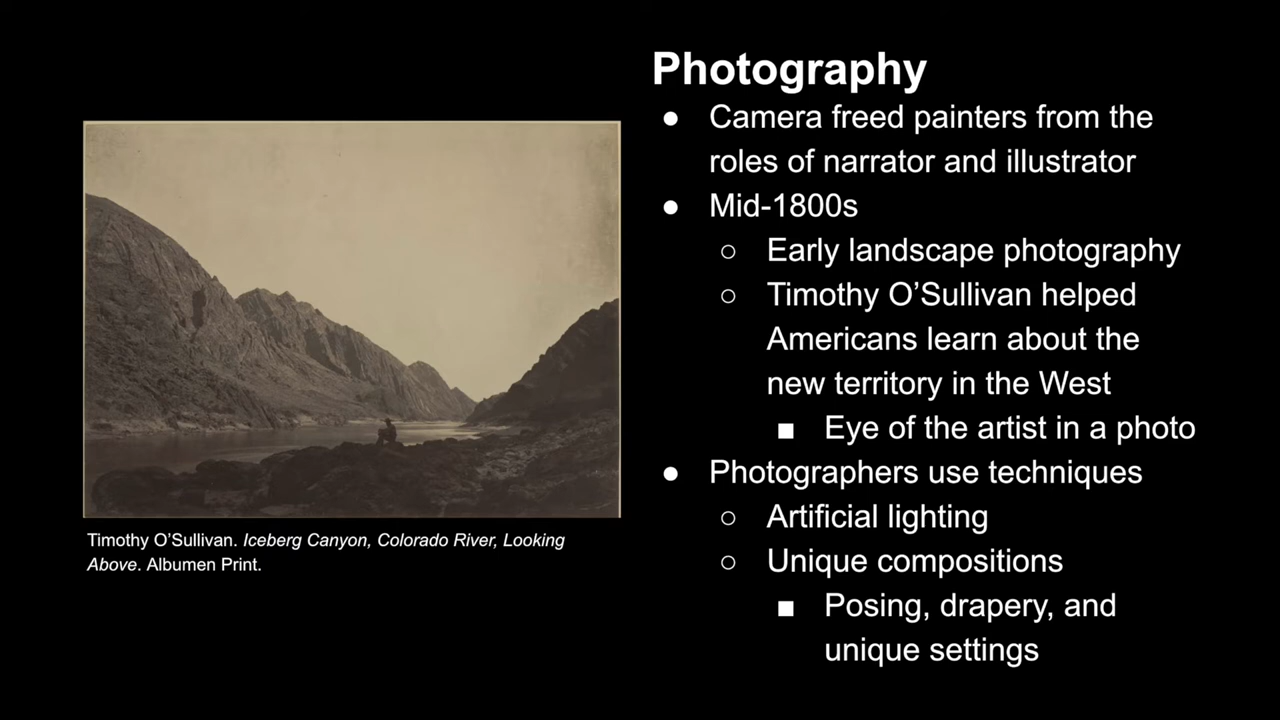 Photography
● Camera freed painters from the
roles of narrator and illustrator
● Mid-1800s
○ Early landscape photography
○ Timothy O’Sullivan helped
Americans learn about the
new territory in the West
■ Eye of the artist in a photo
● Photographers use techniques
○ Artificial lighting
○ Unique compositions
■ Posing, drapery, and
unique settings
Timothy O’Sullivan. Iceberg Canyon, Colorado River, Looking
Above. Albumen Print.